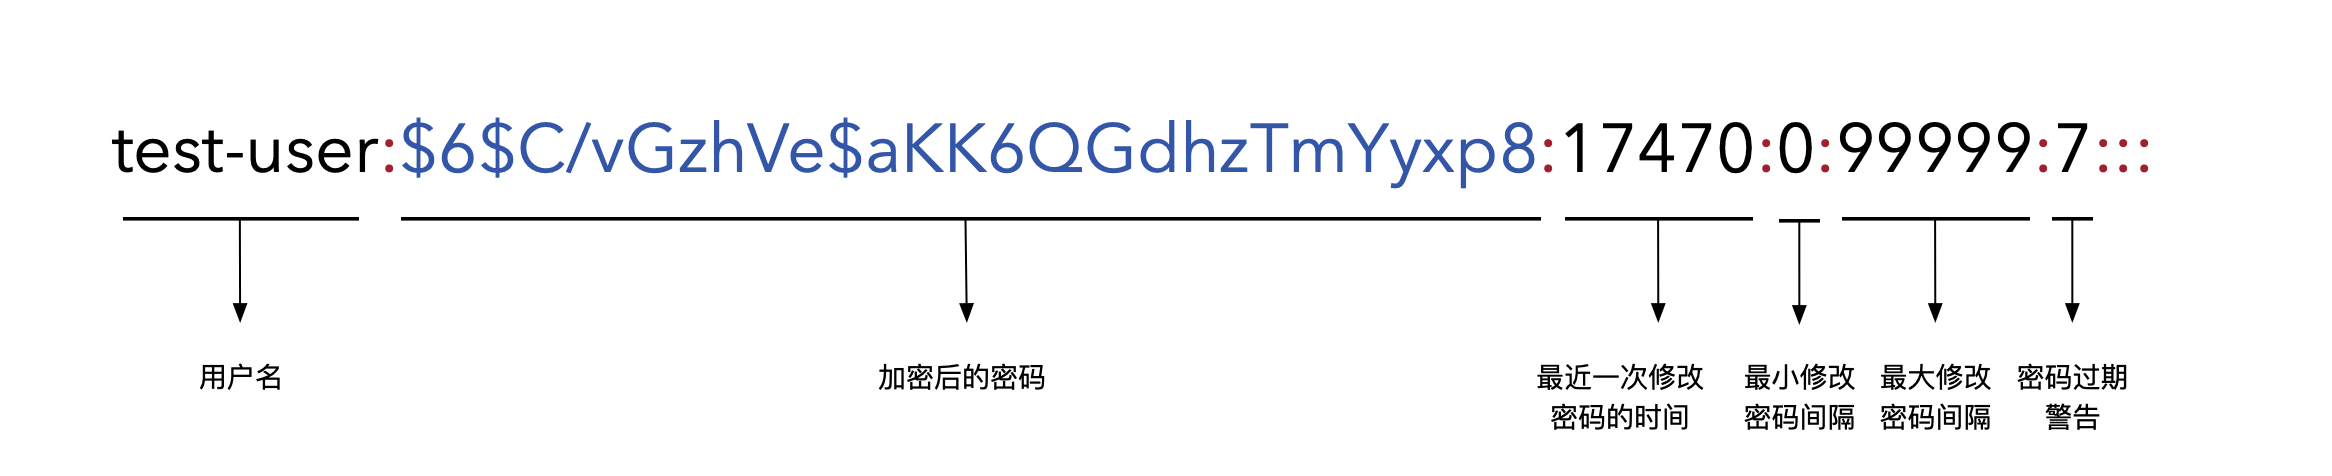 test-user:$6$C/vGzhVe$aKK6QGdhzTmYyxp8:17470:0:99999:7:::
用户名
加密后的密码
最近一次修改
密码的时间
最小修改
密码间隔
最大修改
密码间隔
密码过期
警告